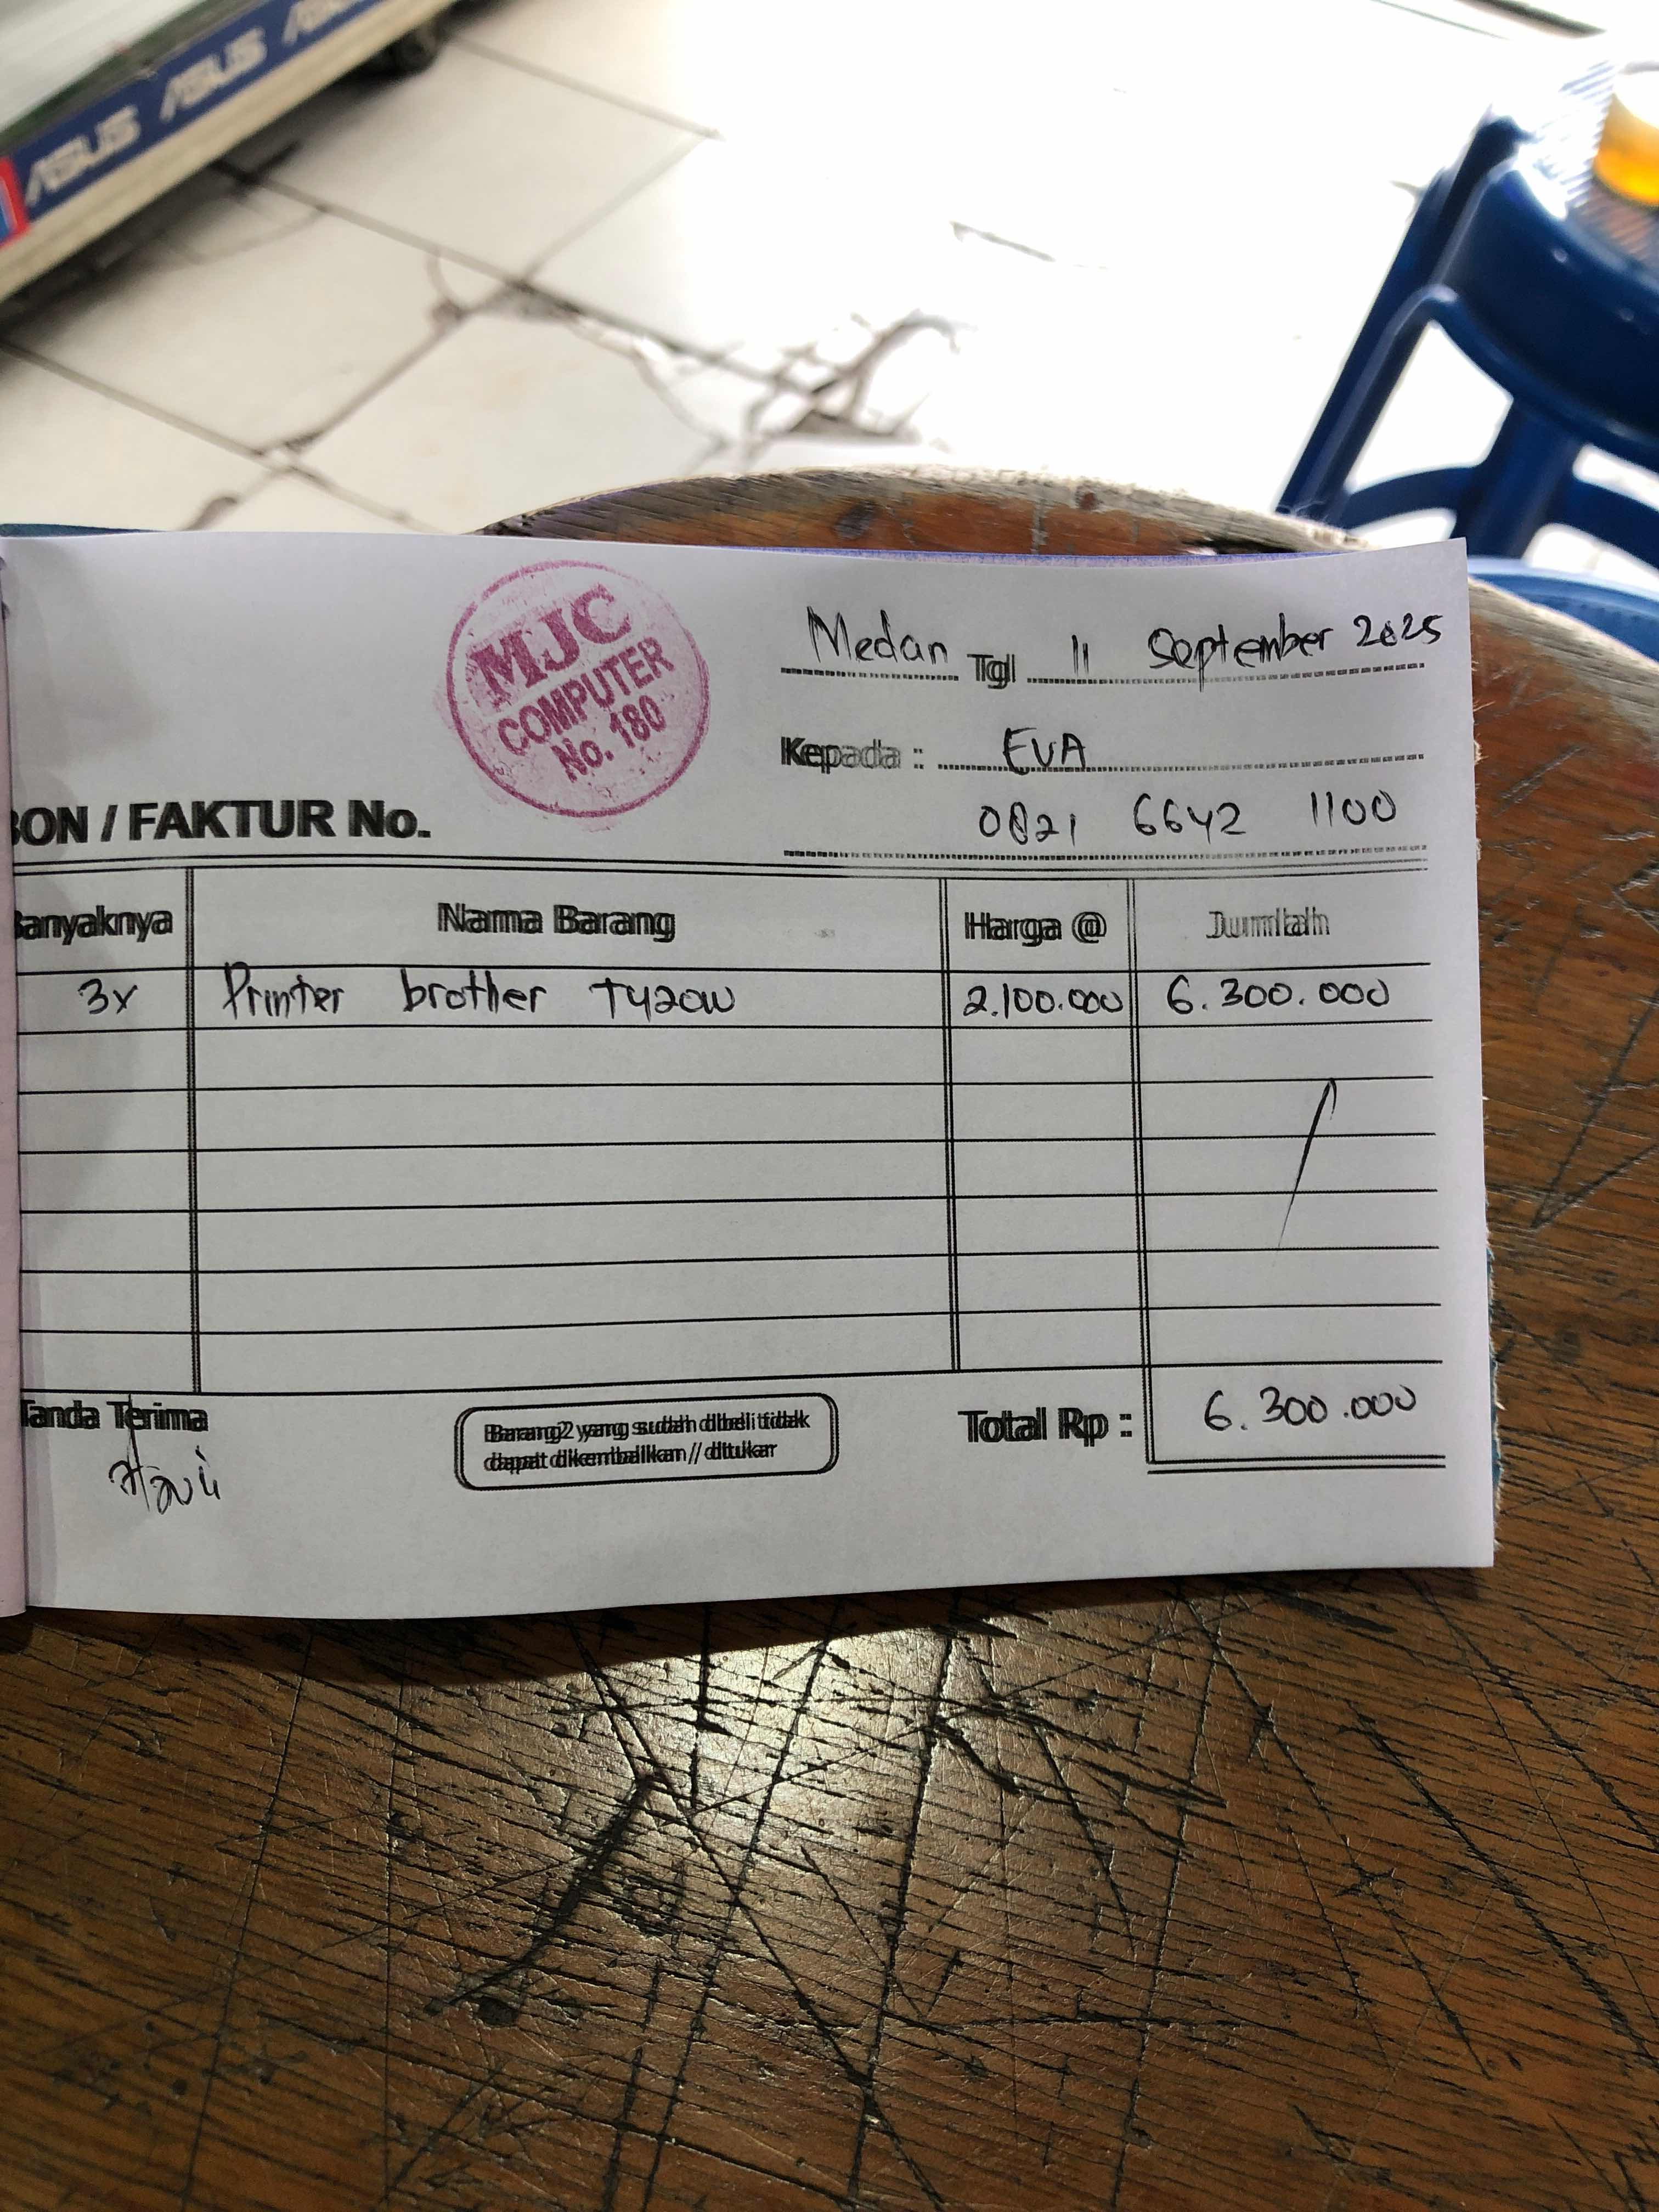 ASUS ASUS ASUS
MJC
COMPUTER
No. 180
Medan Tgl 11 September 2025
Kepada : EVA
0821 6642 1100
BON / FAKTUR No.
Banyaknya Nama Barang Harga @ Jumlah
3x Printer brother T420W 2.100.000 6.300.000
Tanda Terima
Barang2 yang sudah dibeli tidak
dapat dikembalikan // ditukar
Total Rp : 6.300.000